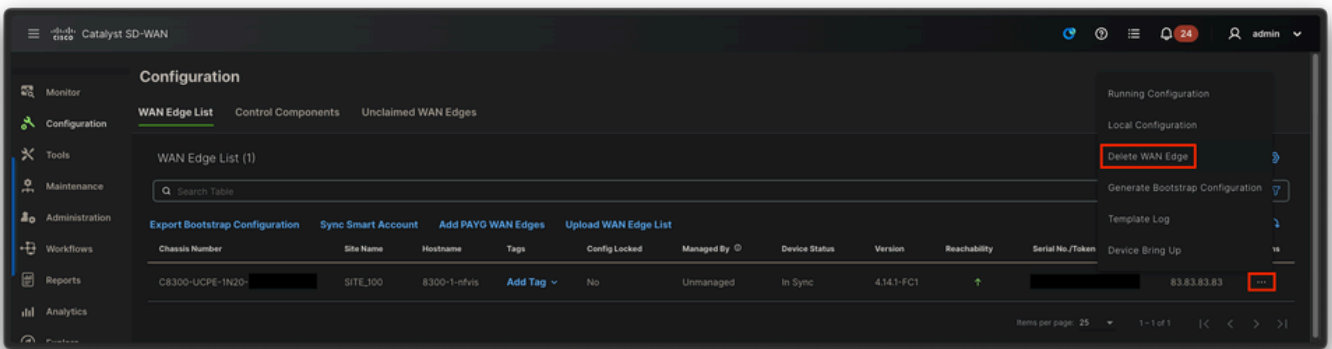 cisco Catalyst SD-WAN 24 admin
Configuration
Monitor
Configuration
Tools
Maintenance
Administration
Workflows
Reports
Analytics
WAN Edge List Control Components Unclaimed WAN Edges
WAN Edge List (1)
Search Table
Export Bootstrap Configuration Sync Smart Account Add PAYG WAN Edges Upload WAN Edge List
Chassis Number Site Name Hostname Tags Config Locked Managed By Device Status Version Reachability Serial No./Token
C8300-UCPE-1N20- SITE_100 8300-1-nfvis Add Tag No Unmanaged In Sync 4.14.1-FC1 83.83.83.83 ...
Items per page: 25 1–1 of 1
Running Configuration
Local Configuration
Delete WAN Edge
Generate Bootstrap Configuration
Template Log
Device Bring Up